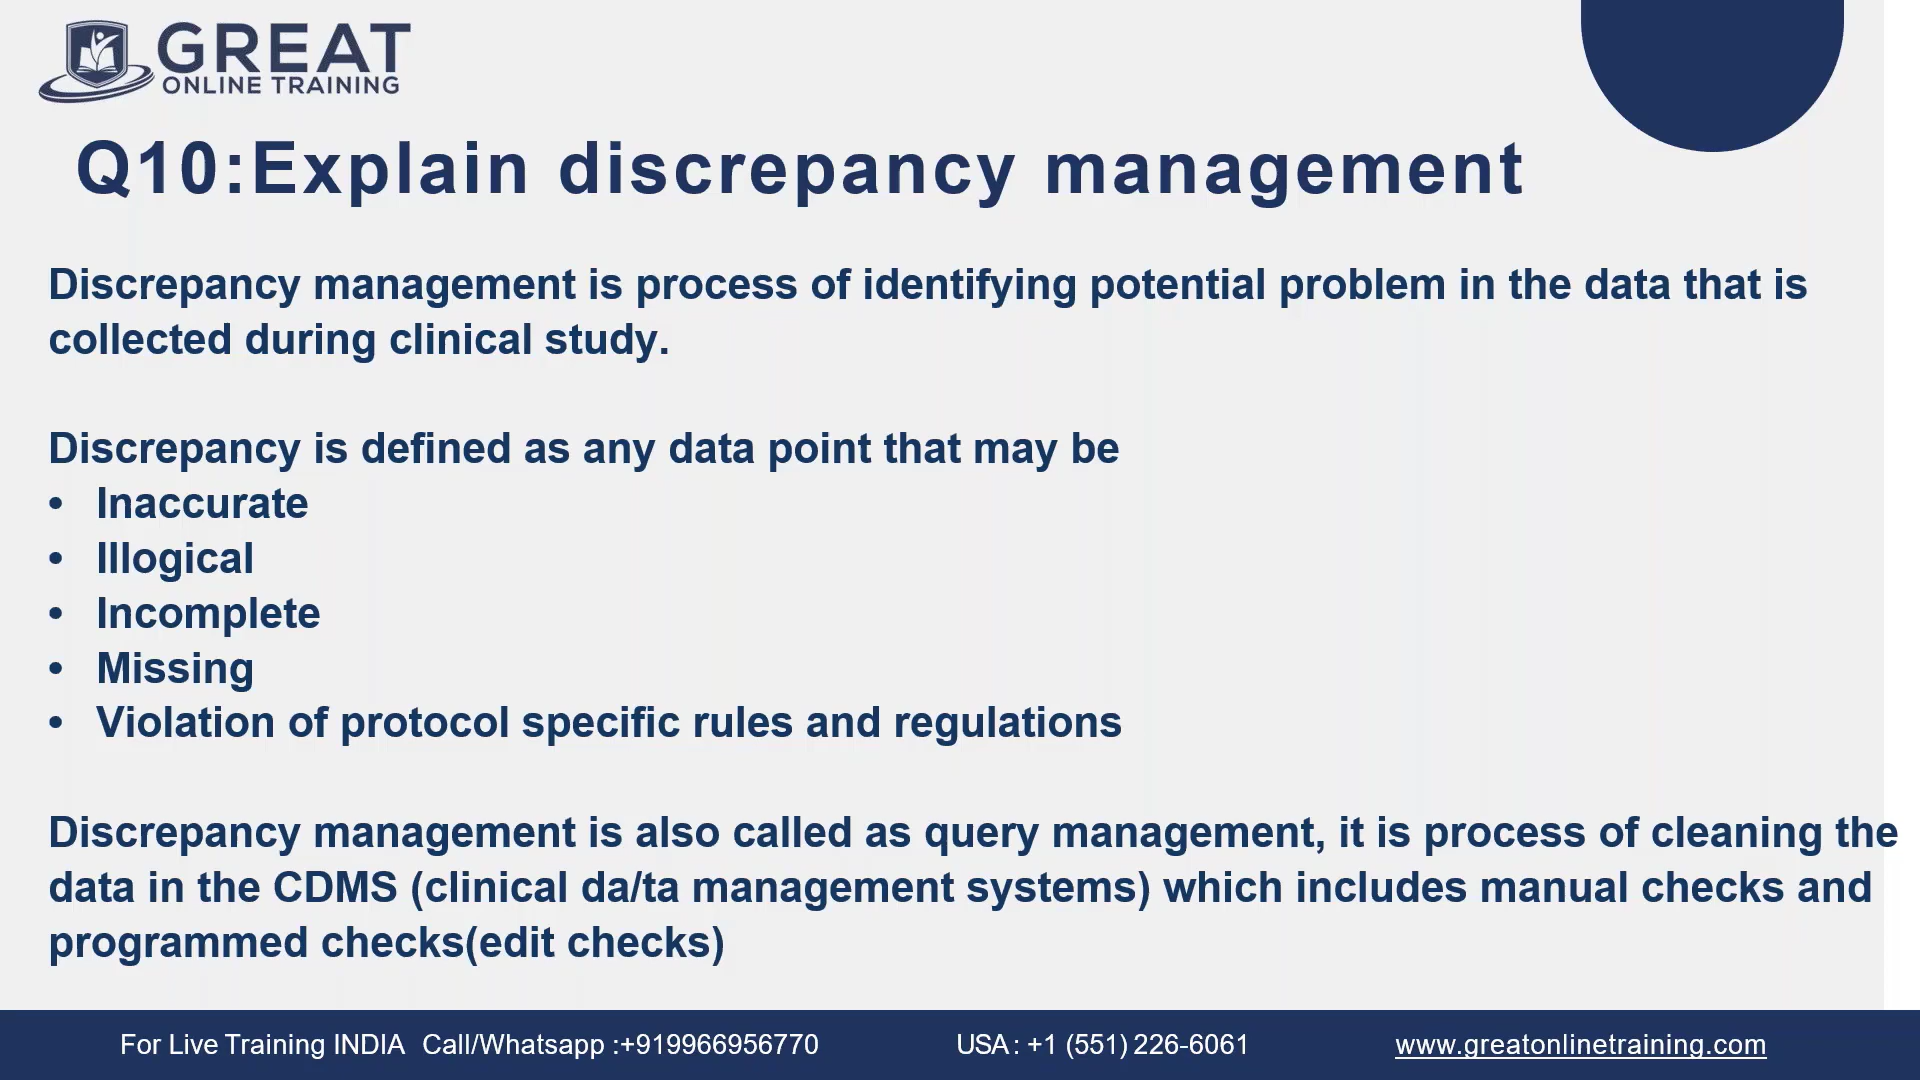 GREAT
ONLINE TRAINING
Q10:Explain discrepancy management
Discrepancy management is process of identifying potential problem in the data that is
collected during clinical study.
Discrepancy is defined as any data point that may be
• Inaccurate
• Illogical
• Incomplete
• Missing
• Violation of protocol specific rules and regulations
Discrepancy management is also called as query management, it is process of cleaning the
data in the CDMS (clinical da/ta management systems) which includes manual checks and
programmed checks(edit checks)
For Live Training INDIA Call/Whatsapp :+919966956770 USA : +1 (551) 226-6061 www.greatonlinetraining.com